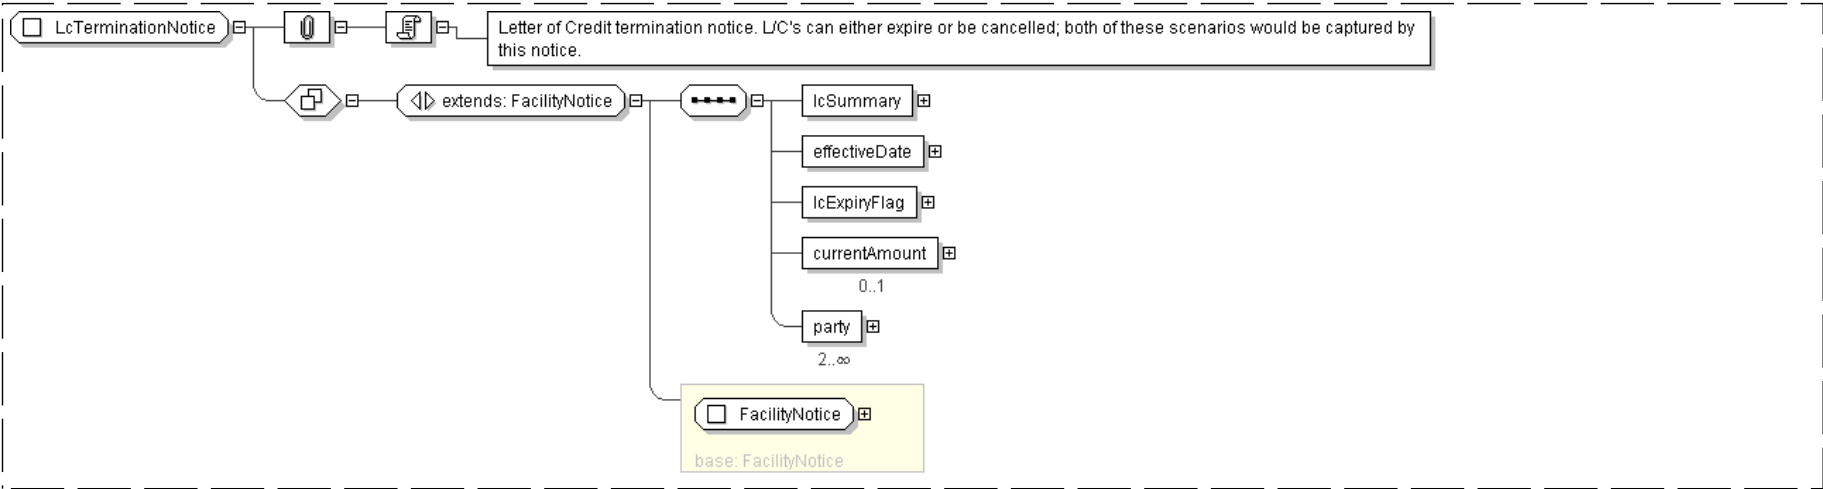 LcTerminationNotice
Letter of Credit termination notice. L/C's can either expire or be cancelled; both of these scenarios would be captured by
this notice.
extends: FacilityNotice
lcSummary
effectiveDate
lcExpiryFlag
currentAmount
0..1
party
2..∞
FacilityNotice
base: FacilityNotice